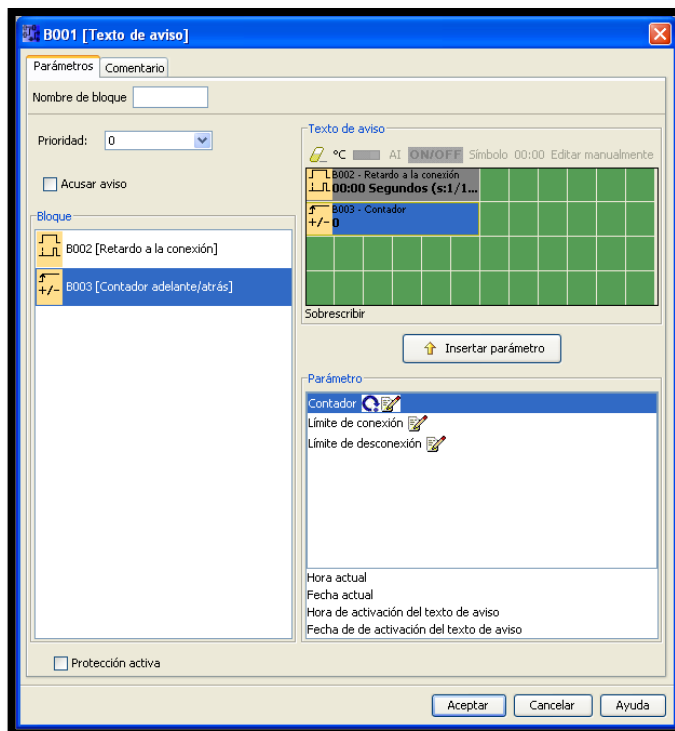 B001 [Texto de aviso]
Parámetros Comentario
Nombre de bloque
Prioridad: 0
Acusar aviso
Bloque
B002 [Retardo a la conexión]
+/- B003 [Contador adelante/atrás]
Texto de aviso
°C AI ON/OFF Símbolo 00:00 Editar manualmente
B002 - Retardo a la conexión
00:00 Segundos (s:1/1...
B003 - Contador
+/- 0
Sobrescribir
Insertar parámetro
Parámetro
Contador
Límite de conexión
Límite de desconexión
Hora actual
Fecha actual
Hora de activación del texto de aviso
Fecha de de activación del texto de aviso
Protección activa
Aceptar Cancelar Ayuda